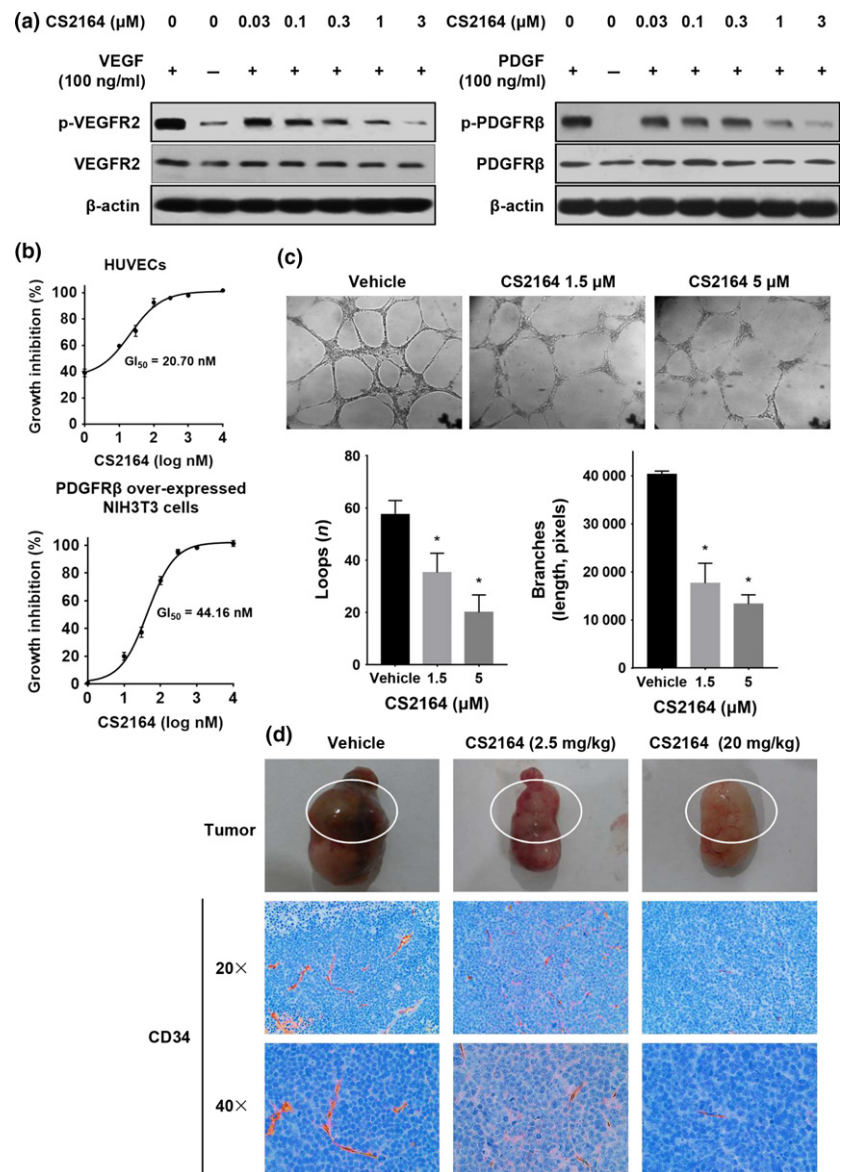 (a) CS2164 (µM) 0 0 0.03 0.1 0.3 1 3
VEGF
(100 ng/ml) + − + + + + +
p-VEGFR2
VEGFR2
β-actin
CS2164 (µM) 0 0 0.03 0.1 0.3 1 3
PDGF
(100 ng/ml) + − + + + + +
p-PDGFRβ
PDGFRβ
β-actin
(b)
HUVECs
Growth inhibition (%)
100
80
60
40
20
0
GI50 = 20.70 nM
0 1 2 3 4
CS2164 (log nM)
PDGFRβ over-expressed
NIH3T3 cells
Growth inhibition (%)
100
80
60
40
20
0
GI50 = 44.16 nM
0 1 2 3 4
CS2164 (log nM)
(c)
Vehicle CS2164 1.5 µM CS2164 5 µM
Loops (n)
80
60
40
20
0
*
*
Vehicle 1.5 5
CS2164 (µM)
Branches
(length, pixels)
40 000
30 000
20 000
10 000
0
*
*
Vehicle 1.5 5
CS2164 (µM)
(d)
Vehicle CS2164 (2.5 mg/kg) CS2164 (20 mg/kg)
Tumor
CD34
20×
40×